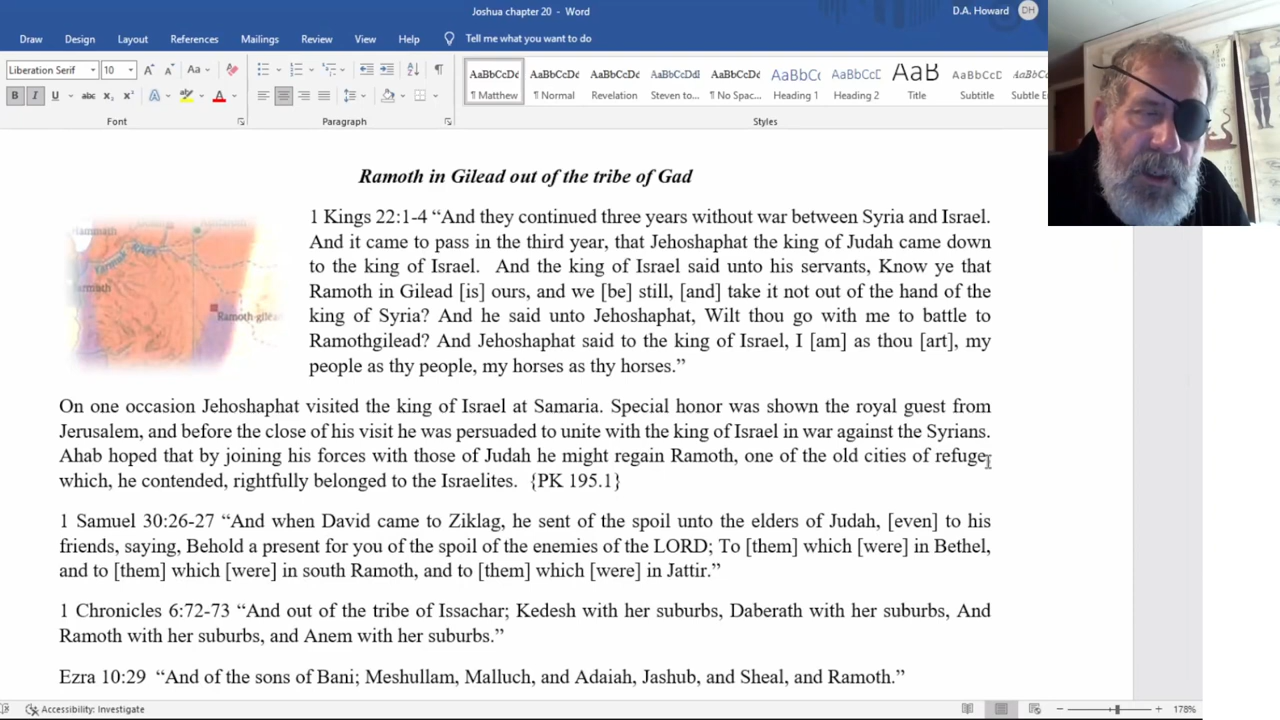 Joshua chapter 20 - Word
D.A. Howard
DH
Draw Design Layout References Mailings Review View Help Tell me what you want to do
Liberation Serif 10 Aa
B I U abc x₂ x² A A
AaBbCcDc AaBbCcDc AaBbCcDc AaBbCcDdI AaBbCcDc AaBbCc AaBbCcD AaB AaBbCcD AaBbCcD
¶ Matthew ¶ Normal Revelation Steven to... ¶ No Spac... Heading 1 Heading 2 Title Subtitle Subtle E
Font Paragraph Styles
Ramoth in Gilead out of the tribe of Gad
1 Kings 22:1-4 “And they continued three years without war between Syria and Israel.
And it came to pass in the third year, that Jehoshaphat the king of Judah came down
to the king of Israel. And the king of Israel said unto his servants, Know ye that
Ramoth in Gilead [is] ours, and we [be] still, [and] take it not out of the hand of the
king of Syria? And he said unto Jehoshaphat, Wilt thou go with me to battle to
Ramothgilead? And Jehoshaphat said to the king of Israel, I [am] as thou [art], my
people as thy people, my horses as thy horses.”
Ramoth-gilea
On one occasion Jehoshaphat visited the king of Israel at Samaria. Special honor was shown the royal guest from
Jerusalem, and before the close of his visit he was persuaded to unite with the king of Israel in war against the Syrians.
Ahab hoped that by joining his forces with those of Judah he might regain Ramoth, one of the old cities of refuge,
which, he contended, rightfully belonged to the Israelites. {PK 195.1}
1 Samuel 30:26-27 “And when David came to Ziklag, he sent of the spoil unto the elders of Judah, [even] to his
friends, saying, Behold a present for you of the spoil of the enemies of the LORD; To [them] which [were] in Bethel,
and to [them] which [were] in south Ramoth, and to [them] which [were] in Jattir.”
1 Chronicles 6:72-73 “And out of the tribe of Issachar; Kedesh with her suburbs, Daberath with her suburbs, And
Ramoth with her suburbs, and Anem with her suburbs.”
Ezra 10:29 “And of the sons of Bani; Meshullam, Malluch, and Adaiah, Jashub, and Sheal, and Ramoth.”
Accessibility: Investigate
178%